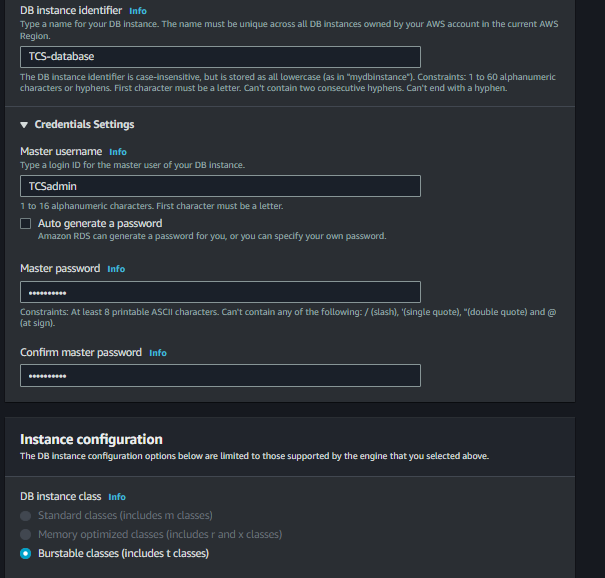 DB instance identifier Info
Type a name for your DB instance. The name must be unique across all DB instances owned by your AWS account in the current AWS
Region.
TCS-database
The DB instance identifier is case-insensitive, but is stored as all lowercase (as in "mydbinstance"). Constraints: 1 to 60 alphanumeric
characters or hyphens. First character must be a letter. Can't contain two consecutive hyphens. Can't end with a hyphen.
▼ Credentials Settings
Master username Info
Type a login ID for the master user of your DB instance.
TCSadmin
1 to 16 alphanumeric characters. First character must be a letter.
Auto generate a password
Amazon RDS can generate a password for you, or you can specify your own password.
Master password Info
••••••••••
Constraints: At least 8 printable ASCII characters. Can't contain any of the following: / (slash), '(single quote), "(double quote) and @
(at sign).
Confirm master password Info
••••••••••
Instance configuration
The DB instance configuration options below are limited to those supported by the engine that you selected above.
DB instance class Info
Standard classes (includes m classes)
Memory optimized classes (includes r and x classes)
Burstable classes (includes t classes)